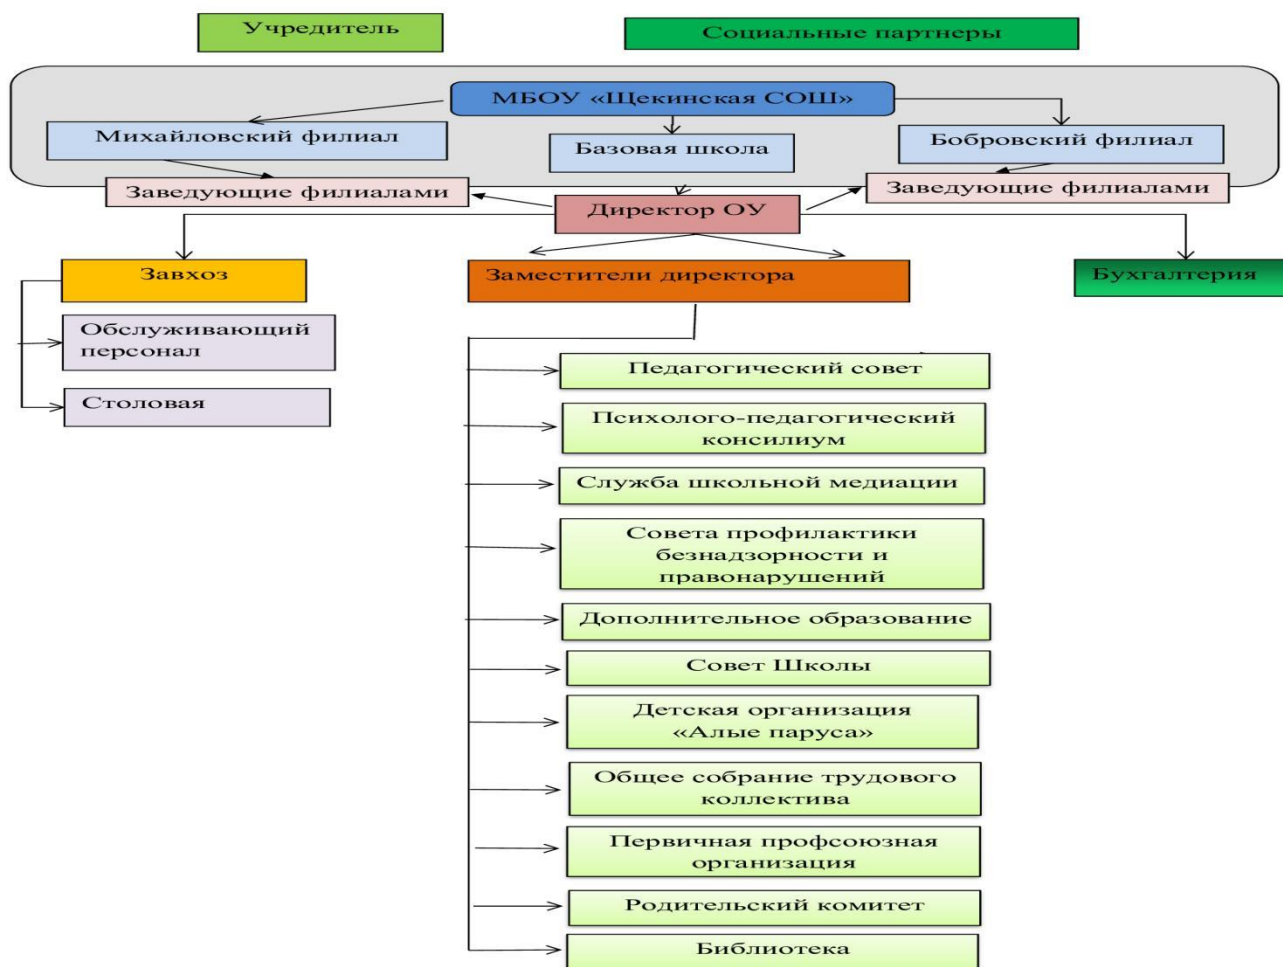 Учредитель
Социальные партнеры
МБОУ «Щекинская СОШ»
Михайловский филиал
Базовая школа
Бобровский филиал
Заведующие филиалами
Заведующие филиалами
Директор ОУ
Завхоз
Заместители директора
Бухгалтерия
Обслуживающий
персонал
Столовая
Педагогический совет
Психолого-педагогический
консилиум
Служба школьной медиации
Совета профилактики
безнадзорности и
правонарушений
Дополнительное образование
Совет Школы
Детская организация
«Алые паруса»
Общее собрание трудового
коллектива
Первичная профсоюзная
организация
Родительский комитет
Библиотека